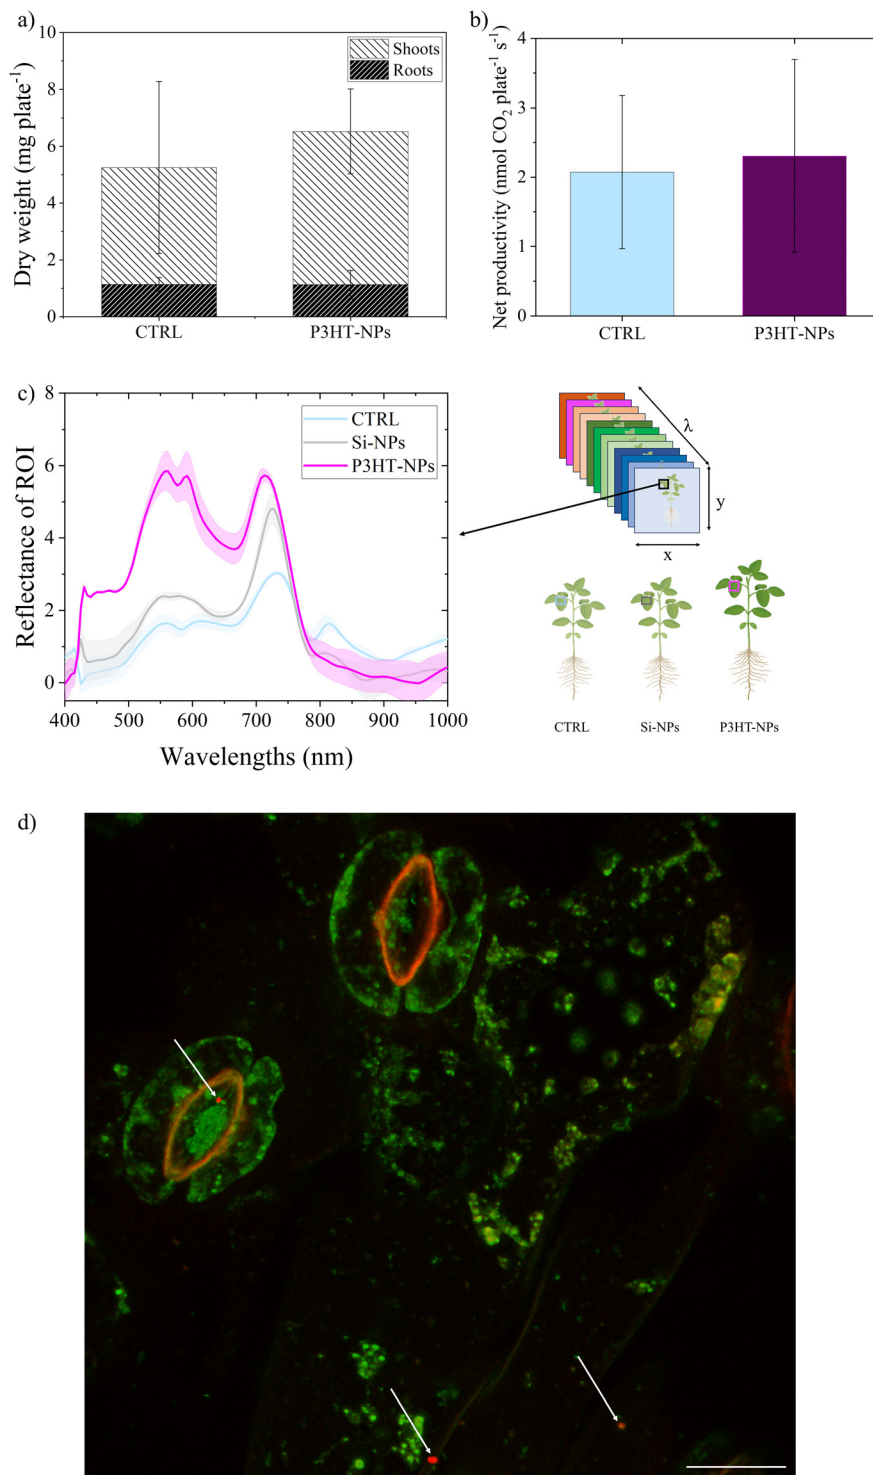 a)
Dry weight (mg plate⁻¹)
8
6
4
2
0
Shoots
Roots
CTRL
P3HT-NPs
b)
Net productivity (nmol CO₂ plate⁻¹ s⁻¹)
4
3
2
1
0
CTRL
P3HT-NPs
c)
Reflectance of ROI
8
6
4
2
0
CTRL
Si-NPs
P3HT-NPs
400 500 600 700 800 900 1000
Wavelengths (nm)
λ
y
x
CTRL
Si-NPs
P3HT-NPs
d)